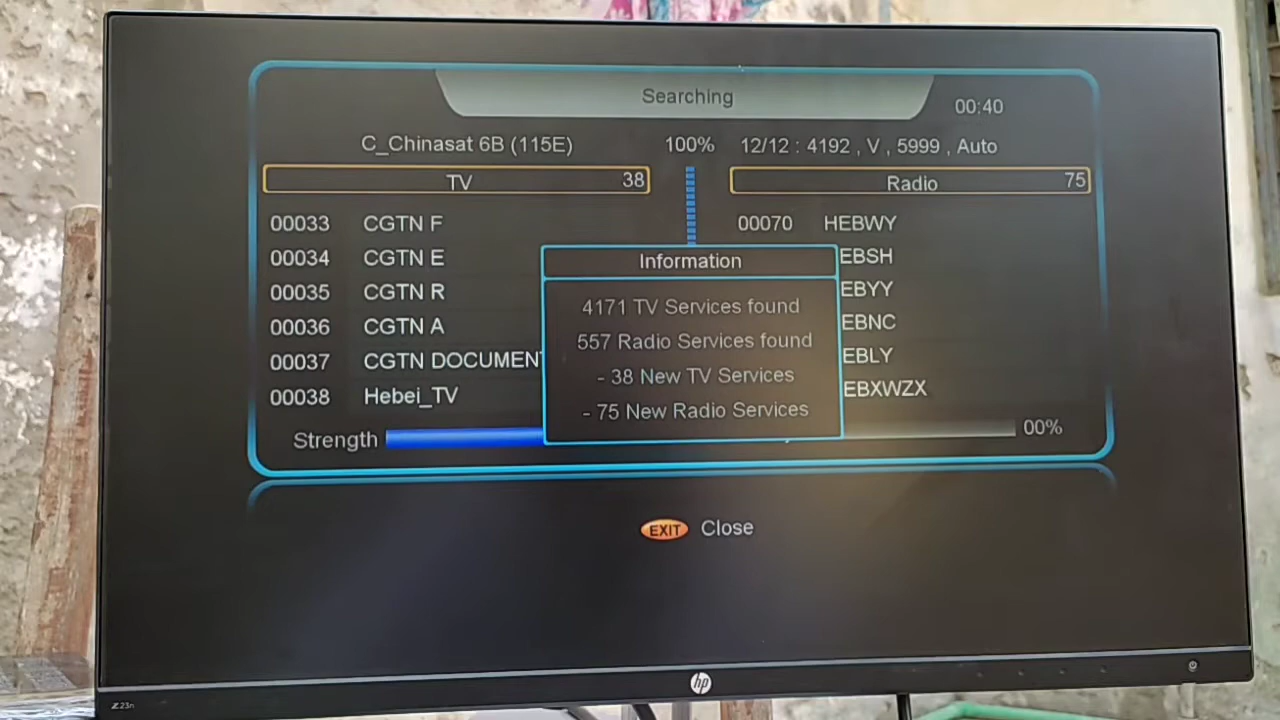 Searching
00:40
C_Chinasat 6B (115E)
100%
12/12 : 4192 , V , 5999 , Auto
TV 38
Radio 75
00033 CGTN F
00034 CGTN E
00035 CGTN R
00036 CGTN A
00037 CGTN DOCUMEN
00038 Hebei_TV
00070 HEBWY
EBSH
EBYY
EBNC
EBLY
EBXWZX
Information
4171 TV Services found
557 Radio Services found
- 38 New TV Services
- 75 New Radio Services
Strength
00%
EXIT Close
hp
Z23n